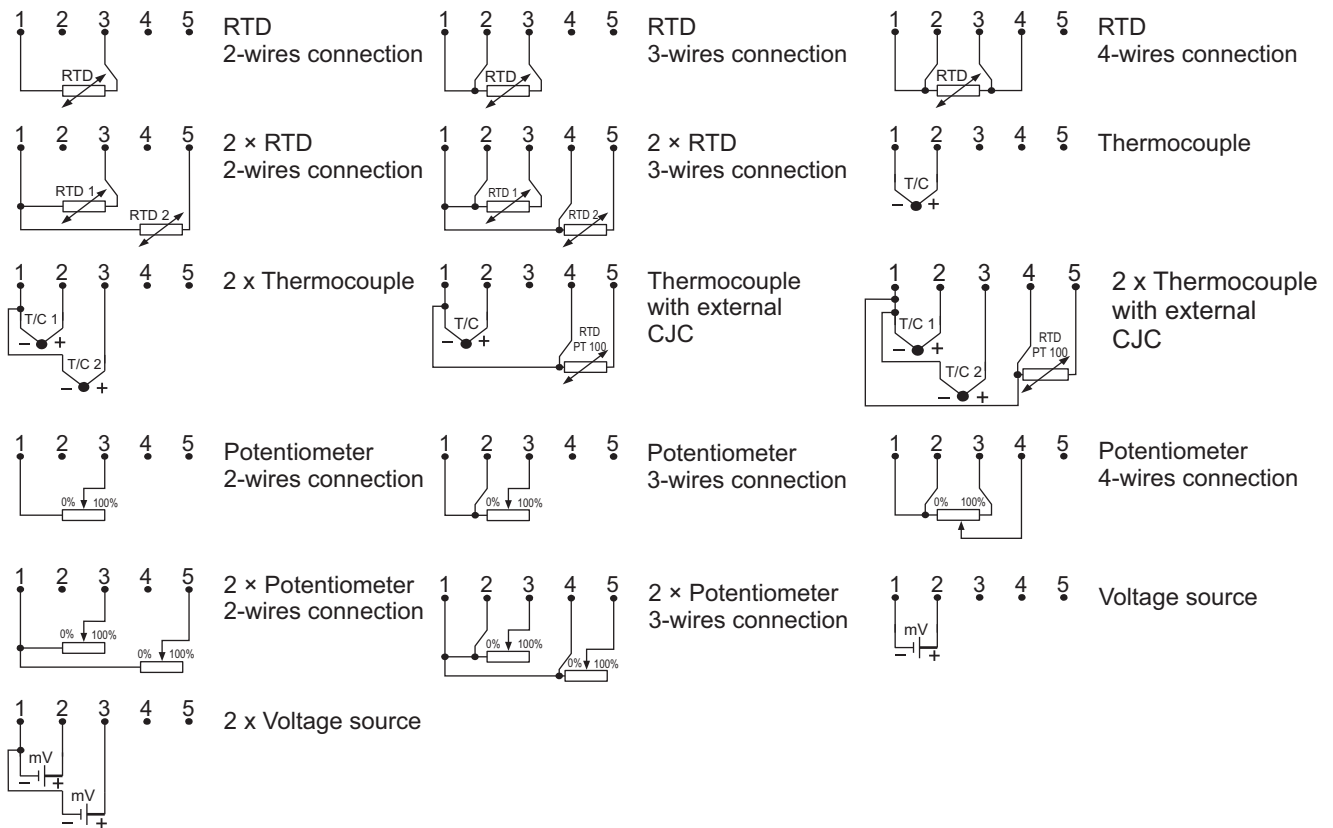 1 2 3 4 5
RTD
2-wires connection
RTD
1 2 3 4 5
RTD
3-wires connection
RTD
1 2 3 4 5
RTD
4-wires connection
RTD
1 2 3 4 5
2 × RTD
2-wires connection
RTD 1
RTD 2
1 2 3 4 5
2 × RTD
3-wires connection
RTD 1
RTD 2
1 2 3 4 5
Thermocouple
T/C
– +
1 2 3 4 5
2 x Thermocouple
T/C 1
– +
T/C 2
– +
1 2 3 4 5
Thermocouple
with external
CJC
T/C
– +
RTD
PT 100
1 2 3 4 5
2 x Thermocouple
with external
CJC
T/C 1
– +
T/C 2
– +
RTD
PT 100
1 2 3 4 5
Potentiometer
2-wires connection
0% 100%
1 2 3 4 5
Potentiometer
3-wires connection
0% 100%
1 2 3 4 5
Potentiometer
4-wires connection
0% 100%
1 2 3 4 5
2 × Potentiometer
2-wires connection
0% 100%
0% 100%
1 2 3 4 5
2 × Potentiometer
3-wires connection
0% 100%
0% 100%
1 2 3 4 5
Voltage source
mV
– +
1 2 3 4 5
2 x Voltage source
mV
– +
mV
– +